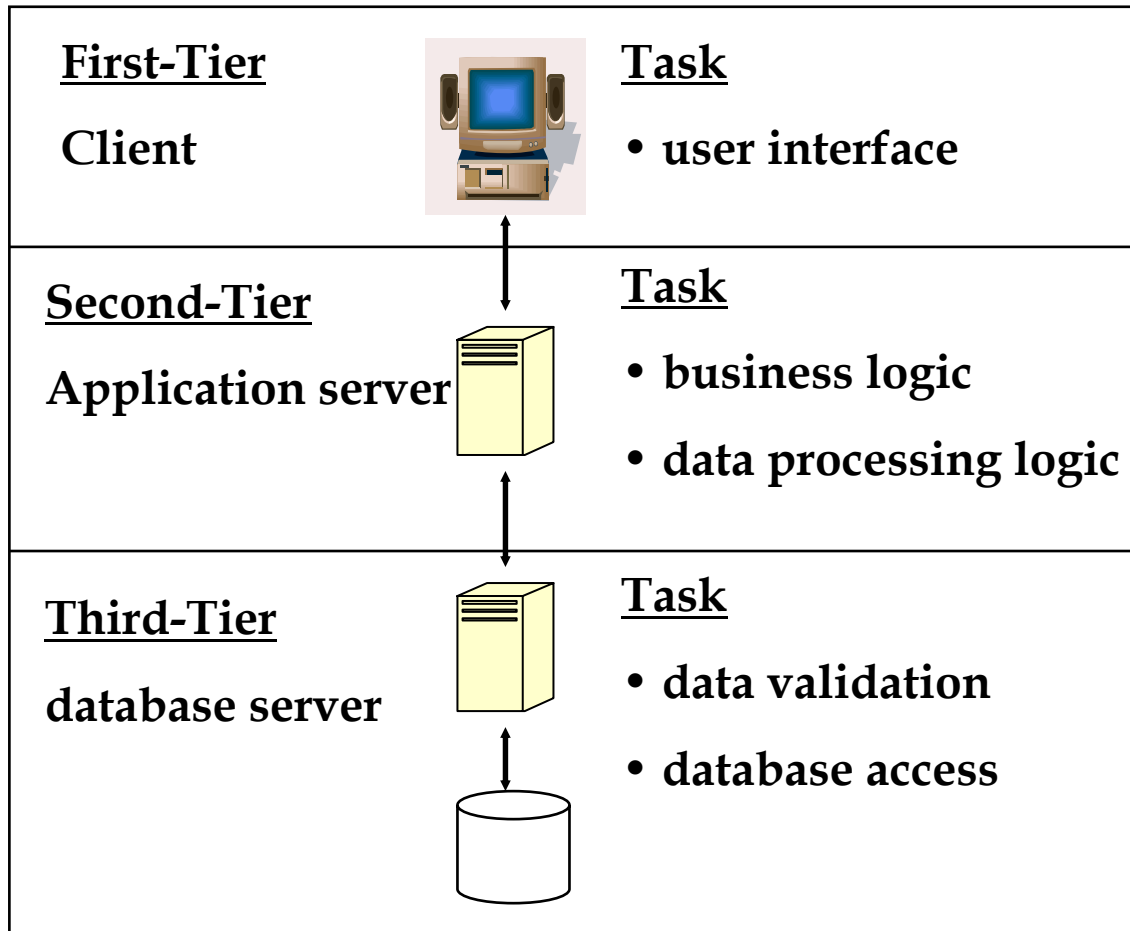 First-Tier
Client
Task
• user interface
Second-Tier
Application server
Task
• business logic
• data processing logic
Third-Tier
database server
Task
• data validation
• database access